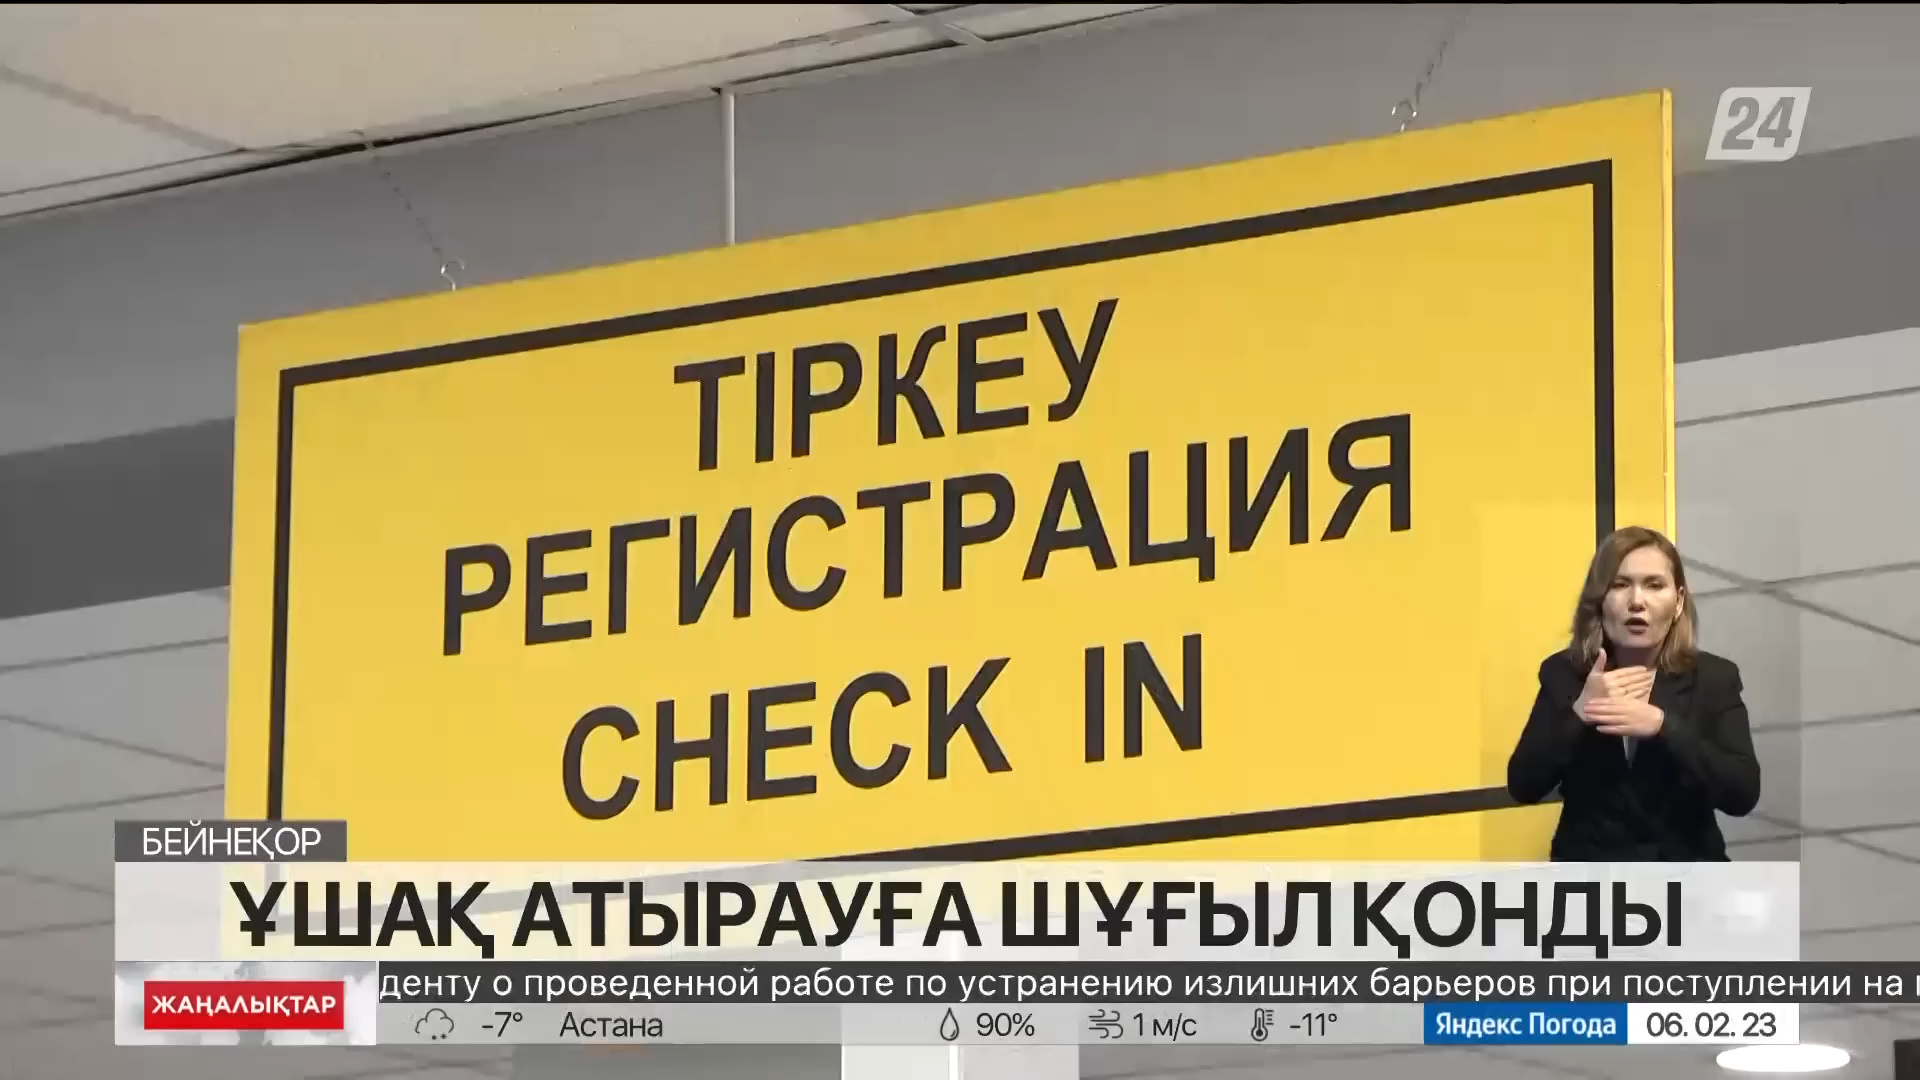 24
ТІРКЕУ
РЕГИСТРАЦИЯ
CHECK IN
БЕЙНЕҚОР
ҰШАҚ АТЫРАУҒА ШҰҒЫЛ ҚОНДЫ
ЖАҢАЛЫҚТАР
денту о проведенной работе по устранению излишних барьеров при поступлении на
-7° Астана 90% 1 м/с -11° Яндекс Погода 06. 02. 23